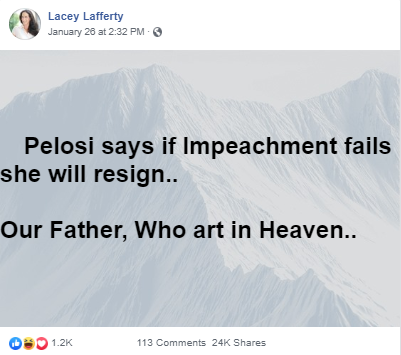 Lacey Lafferty
January 26 at 2:32 PM ·
Pelosi says if Impeachment fails
she will resign..
Our Father, Who art in Heaven..
1.2K
113 Comments 24K Shares